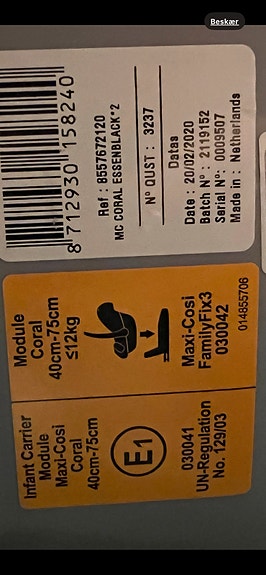 Beskær
8 712930 158240
Ref : 8557672120
MC CORAL ESSENBLACK*2
N° QUST : 3237
Datas
Date : 20/02/2020
Batch N° : 2119152
Serial N°: 0009507
Made in : Netherlands
Infant Carrier
Module
Maxi-Cosi
Coral
40cm-75cm
E1
030041
UN-Regulation
No. 129/03
Module
Coral
40cm-75cm
≤12kg
Maxi-Cosi
FamilyFix3
030042
014855706